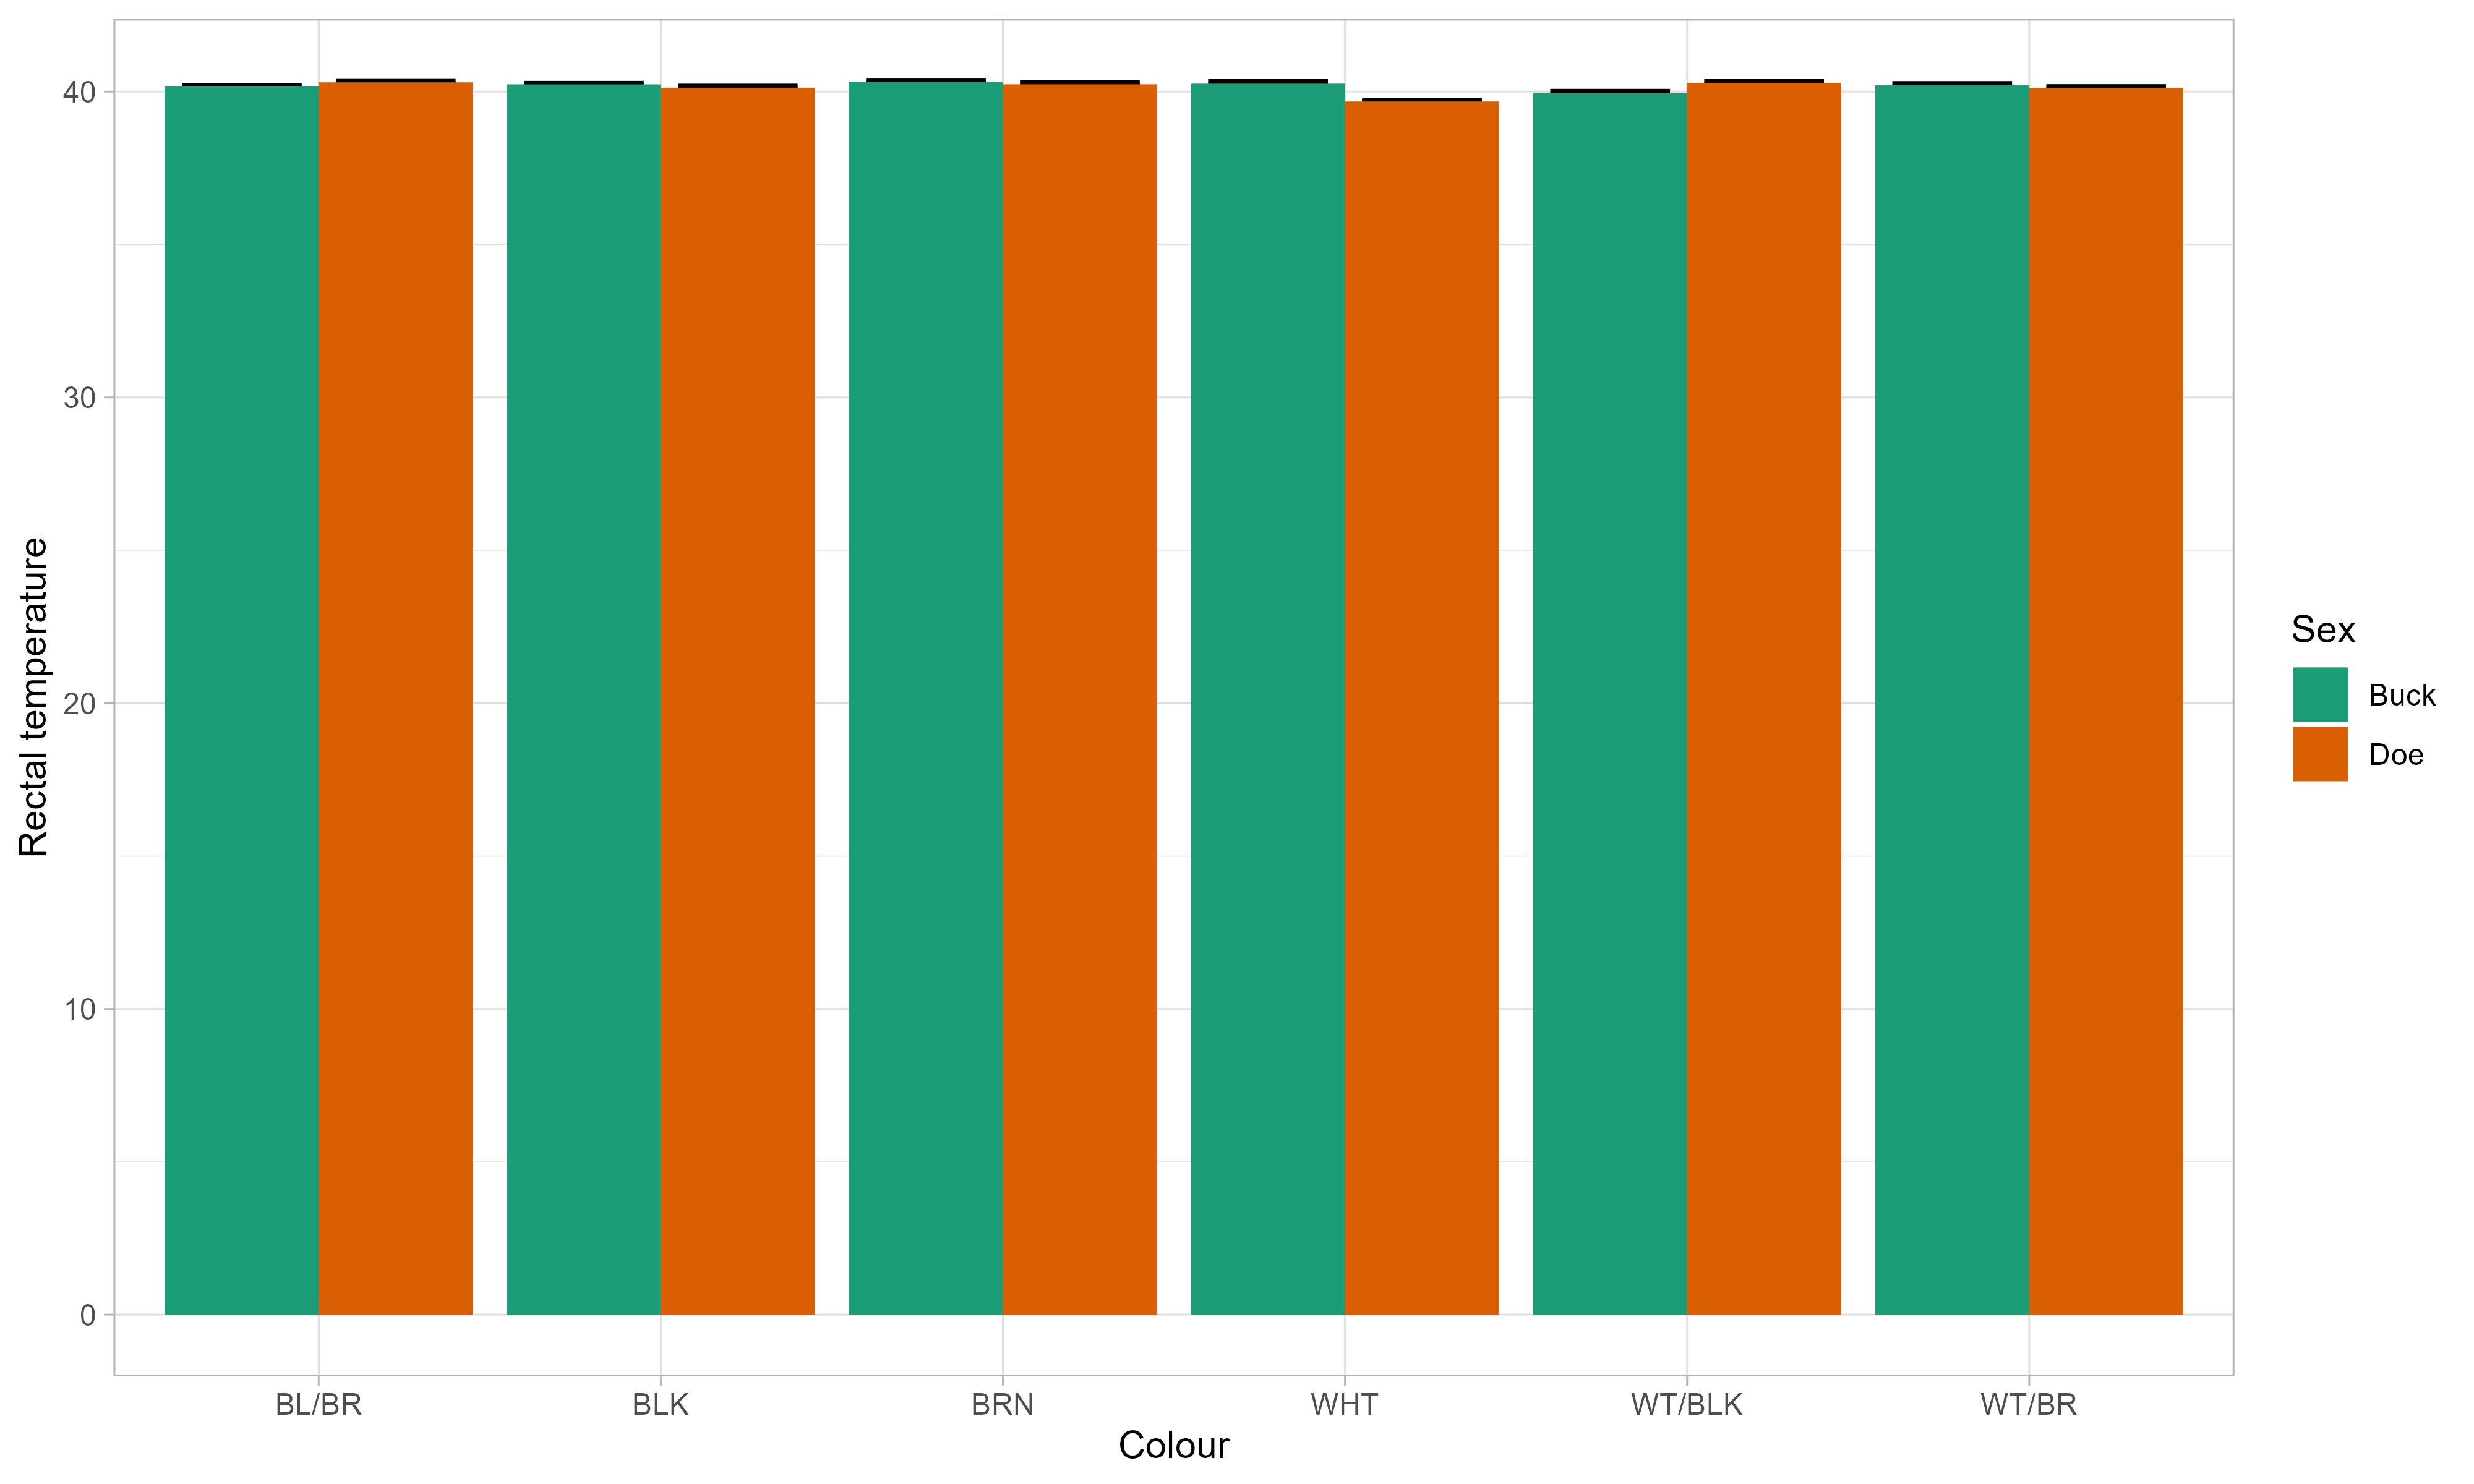 Rectal temperature
40
30
20
10
0
BL/BR BLK BRN WHT WT/BLK WT/BR
Colour
Sex
Buck
Doe